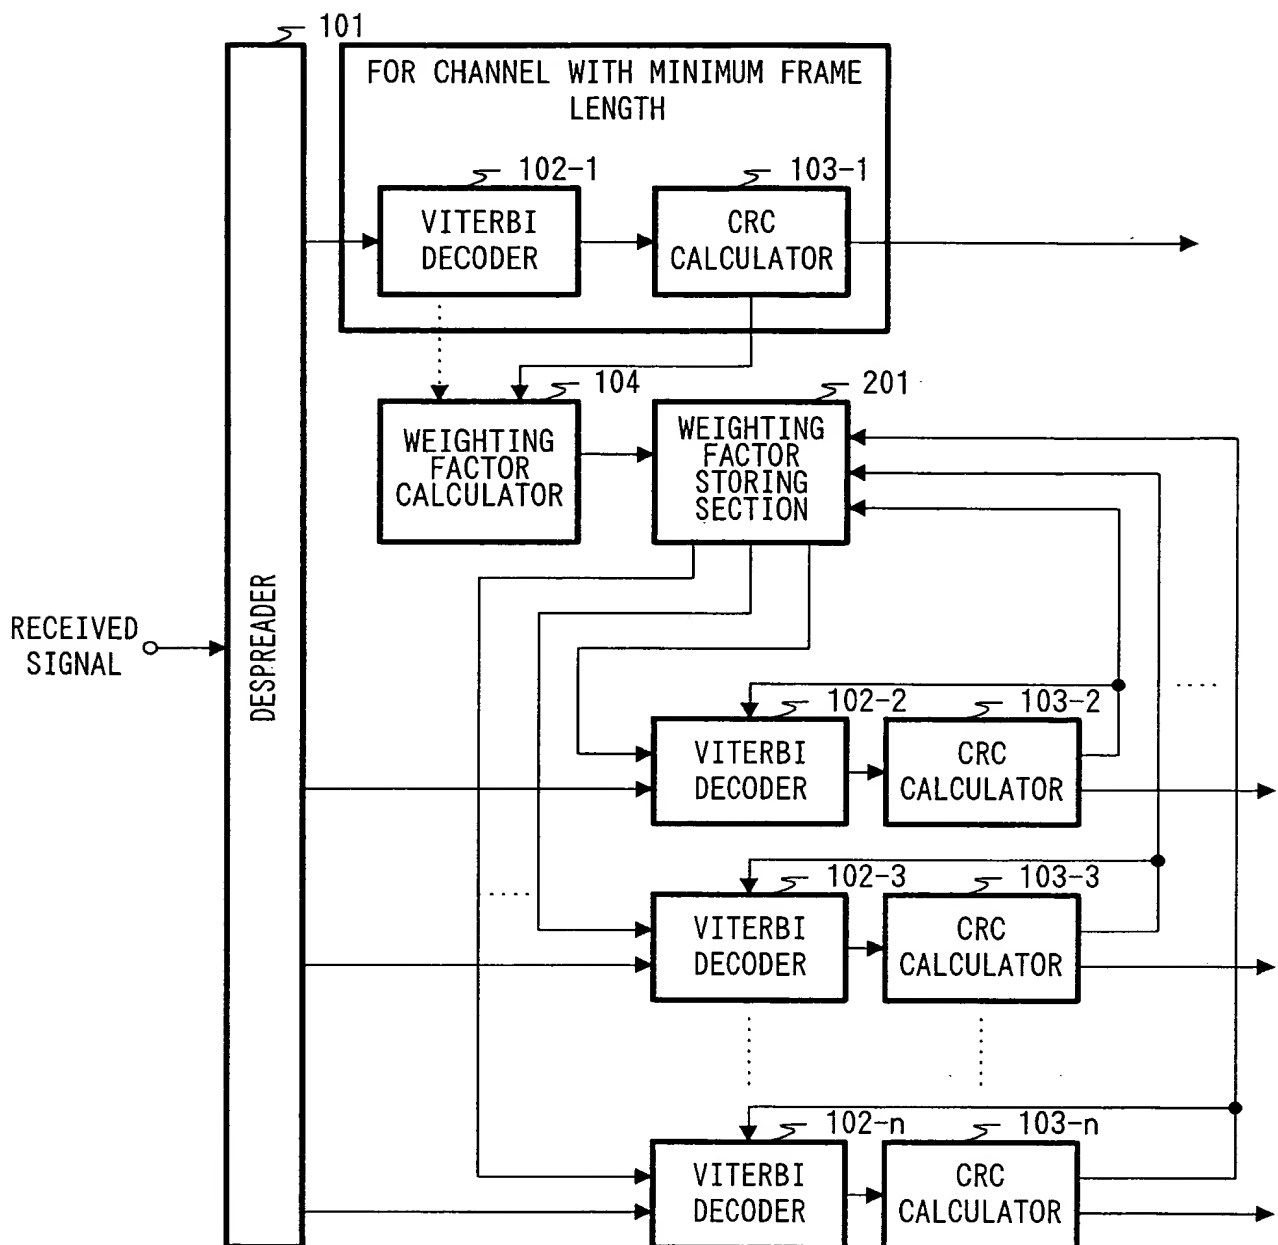 101
FOR CHANNEL WITH MINIMUM FRAME
LENGTH
102-1
103-1
VITERBI
DECODER
CRC
CALCULATOR
104
201
WEIGHTING
FACTOR
CALCULATOR
WEIGHTING
FACTOR
STORING
SECTION
RECEIVED
SIGNAL
DESPREADER
102-2
103-2
VITERBI
DECODER
CRC
CALCULATOR
102-3
103-3
VITERBI
DECODER
CRC
CALCULATOR
102-n
103-n
VITERBI
DECODER
CRC
CALCULATOR